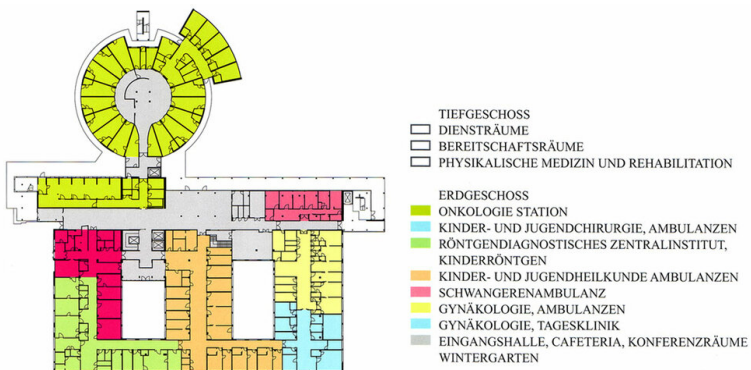 TIEFGESCHOSS
DIENSTRÄUME
BEREITSCHAFTSRÄUME
PHYSIKALISCHE MEDIZIN UND REHABILITATION
ERDGESCHOSS
ONKOLOGIE STATION
KINDER- UND JUGENDCHIRURGIE, AMBULANZEN
RÖNTGENDIAGNOSTISCHES ZENTRALINSTITUT,
KINDERRÖNTGEN
KINDER- UND JUGENDHEILKUNDE AMBULANZEN
SCHWANGERENAMBULANZ
GYNÄKOLOGIE, AMBULANZEN
GYNÄKOLOGIE, TAGESKLINIK
EINGANGSHALLE, CAFETERIA, KONFERENZRÄUME
WINTERGARTEN